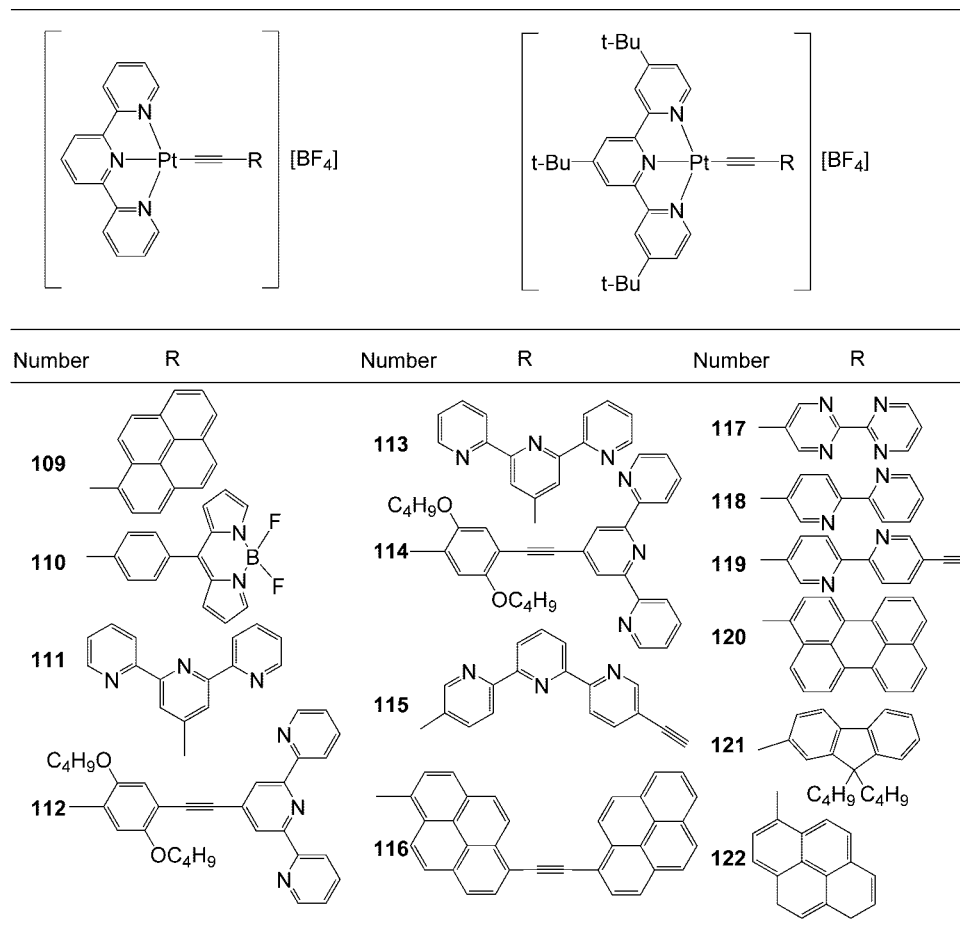 t-Bu
N
N
N Pt R [BF4]
t-Bu N Pt R [BF4]
N
N
t-Bu
Number R Number R Number R
109
110
N
B
N
F
F
111
N N N
112
C4H9O
OC4H9
N
N
N
113
N N N
114
C4H9O
OC4H9
N
N
N
115
N N N
116
117
N N
N N
118
N
N
119
N
N
120
121
C4H9 C4H9
122